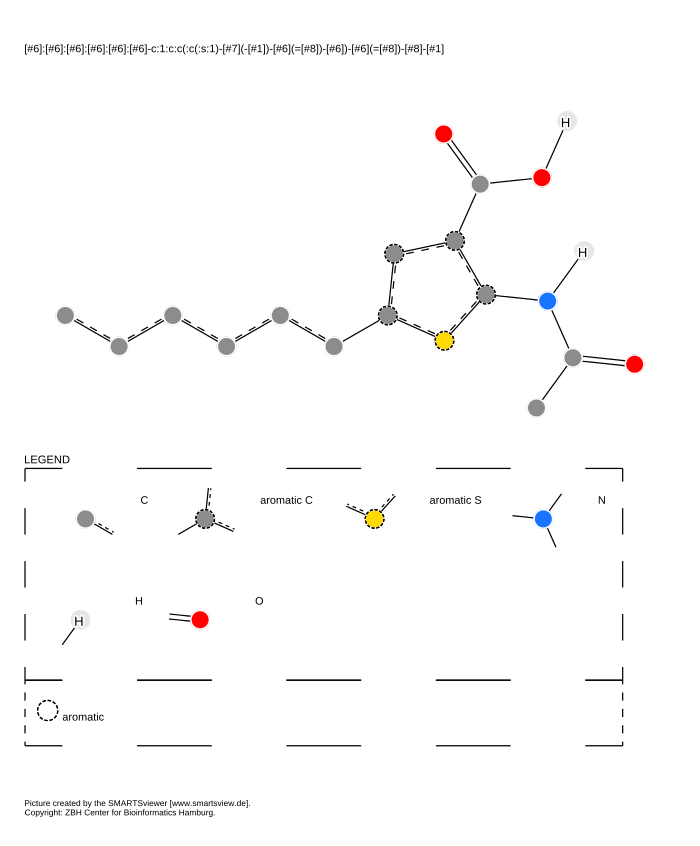 [#6]:[#6]:[#6]:[#6]:[#6]:[#6]-c:1:c:c(:c(:s:1)-[#7](-[#1])-[#6](=[#8])-[#6])-[#6](=[#8])-[#8]-[#1]
H
H
LEGEND
C
aromatic C
aromatic S
N
H
H
O
aromatic
Picture created by the SMARTSviewer [www.smartsview.de].
Copyright: ZBH Center for Bioinformatics Hamburg.